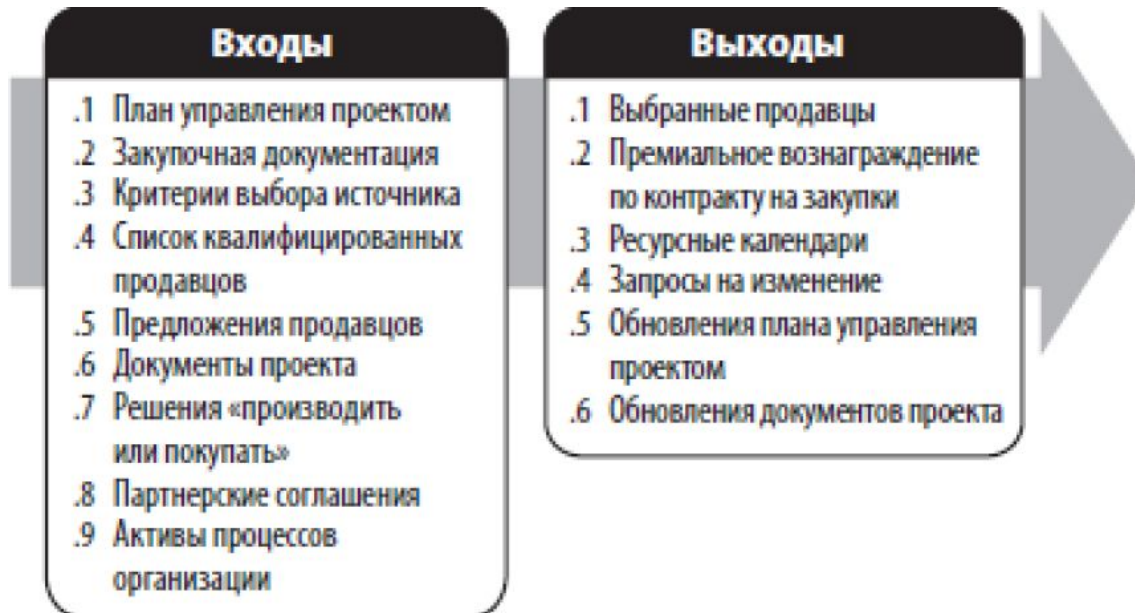 Входы
.1 План управления проектом
.2 Закупочная документация
.3 Критерии выбора источника
.4 Список квалифицированных
продавцов
.5 Предложения продавцов
.6 Документы проекта
.7 Решения «производить
или покупать»
.8 Партнерские соглашения
.9 Активы процессов
организации
Выходы
.1 Выбранные продавцы
.2 Премиальное вознаграждение
по контракту на закупки
.3 Ресурсные календари
.4 Запросы на изменение
.5 Обновления плана управления
проектом
.6 Обновления документов проекта